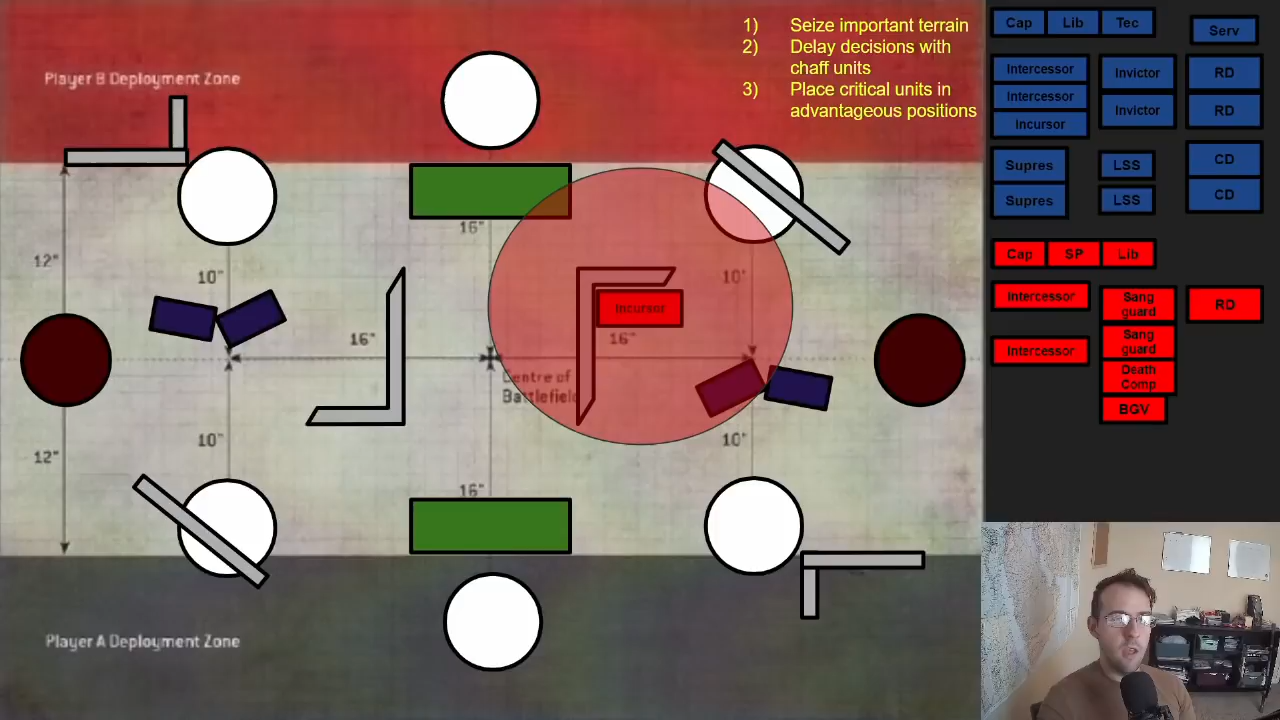 1) Seize important terrain
2) Delay decisions with
chaff units
3) Place critical units in
advantageous positions
Player B Deployment Zone
16"
12"
10"
10"
Incursor
16"
16"
Centre of
Battlefield
12"
10"
10"
16"
Player A Deployment Zone
Cap Lib Tec
Serv
Intercessor
Intercessor
Incursor
Invictor
Invictor
RD
RD
Supres
Supres
LSS
LSS
CD
CD
Cap SP Lib
Intercessor
Intercessor
Sang
guard
Sang
guard
Death
Comp
BGV
RD